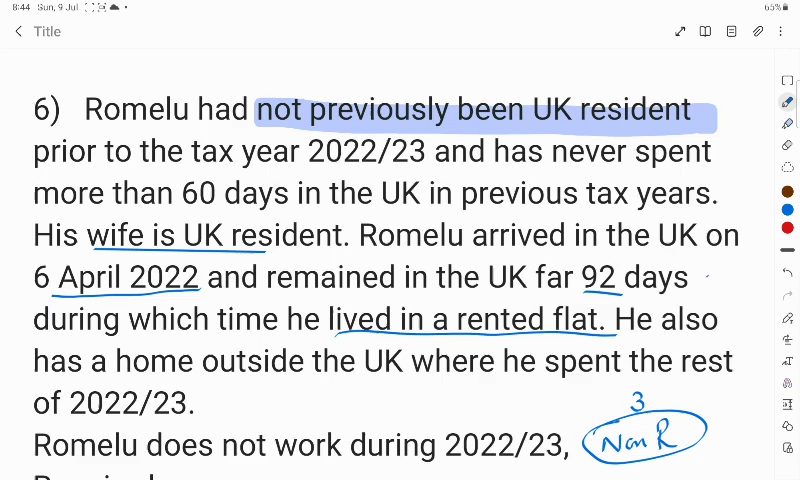 8:44 Sun, 9 Jul
65%
Title
6) Romelu had not previously been UK resident
prior to the tax year 2022/23 and has never spent
more than 60 days in the UK in previous tax years.
His wife is UK resident. Romelu arrived in the UK on
6 April 2022 and remained in the UK far 92 days
during which time he lived in a rented flat. He also
has a home outside the UK where he spent the rest
of 2022/23.
3
Romelu does not work during 2022/23, Non R